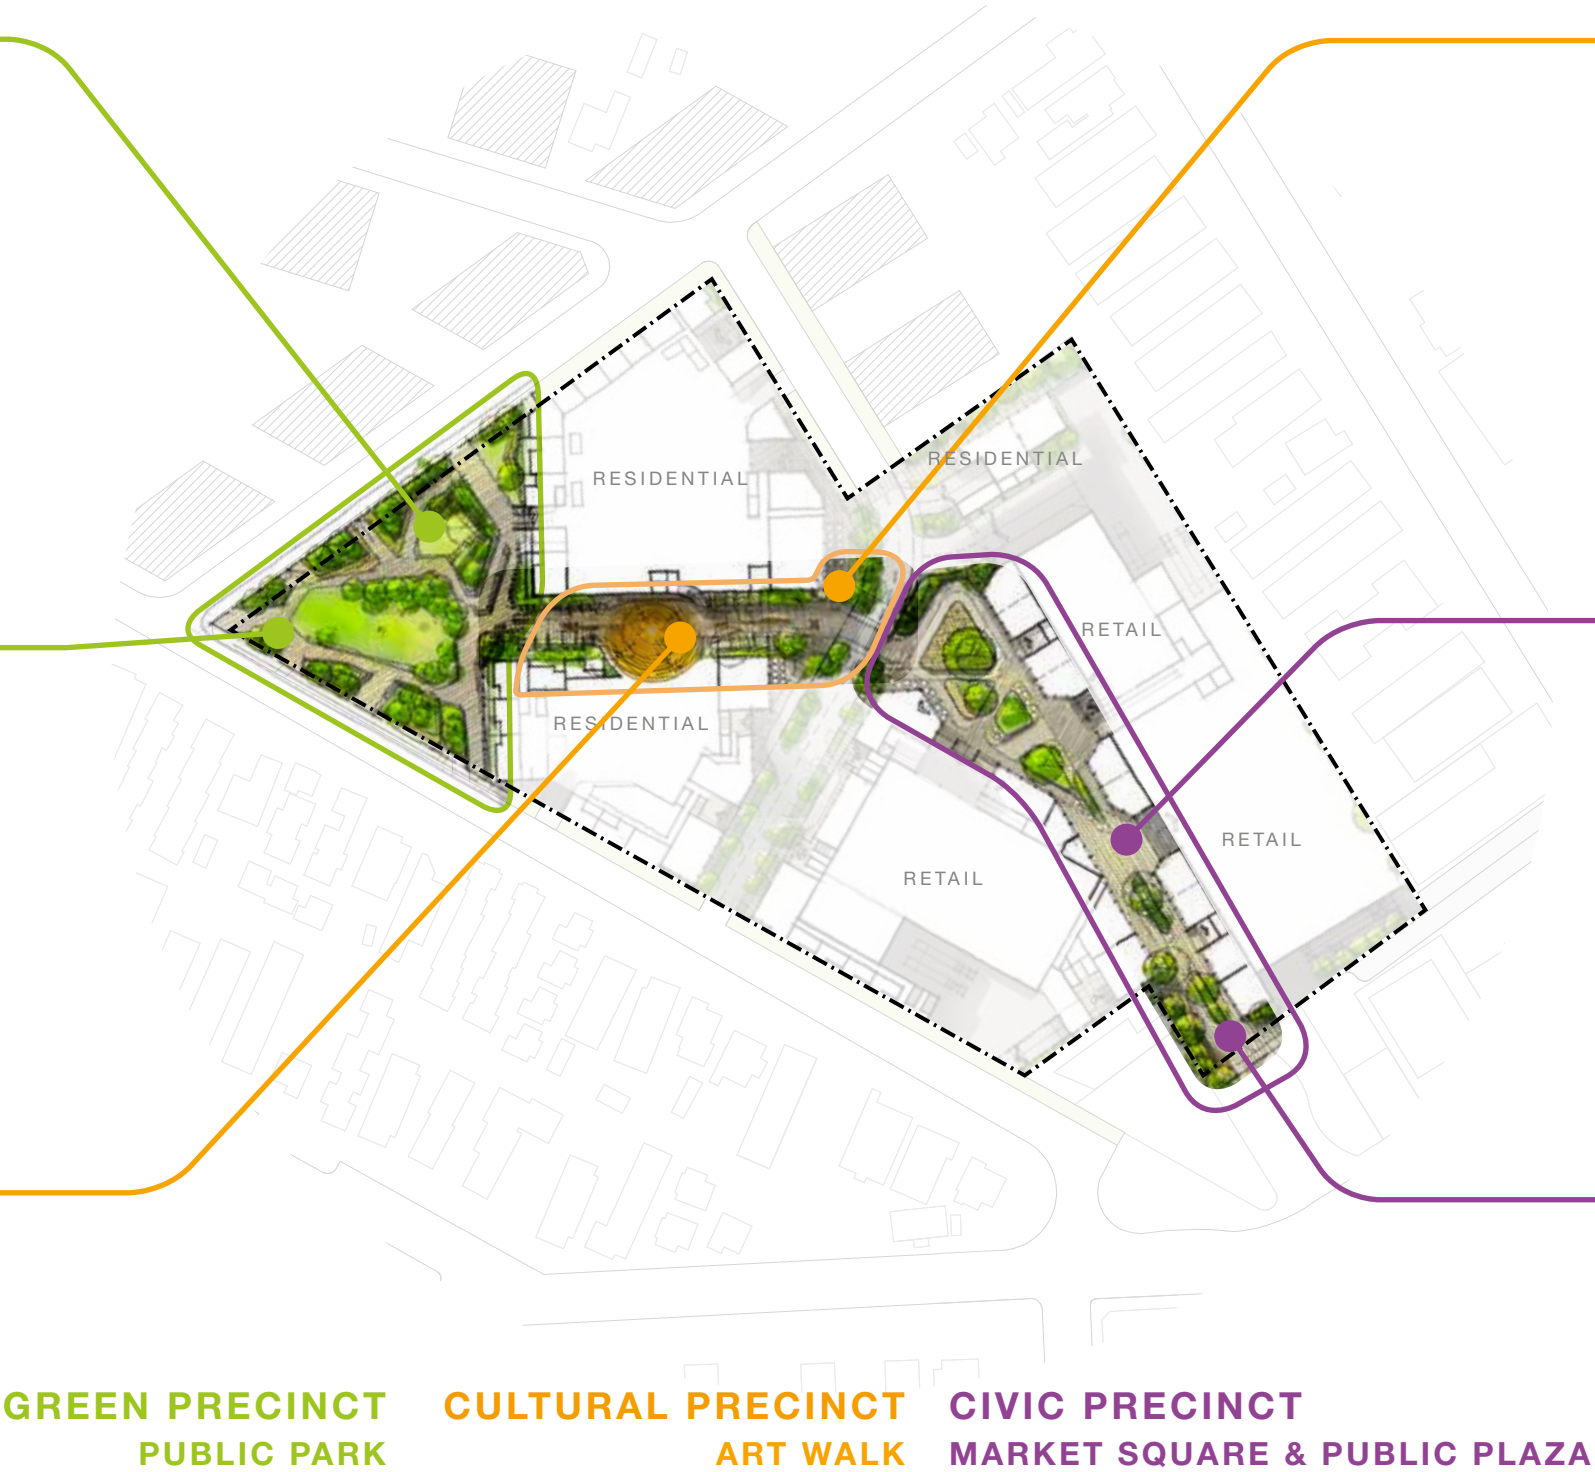 RESIDENTIAL
RESIDENTIAL
RETAIL
RESIDENTIAL
RETAIL
RETAIL
GREEN PRECINCT
PUBLIC PARK
CULTURAL PRECINCT
ART WALK
CIVIC PRECINCT
MARKET SQUARE & PUBLIC PLAZA